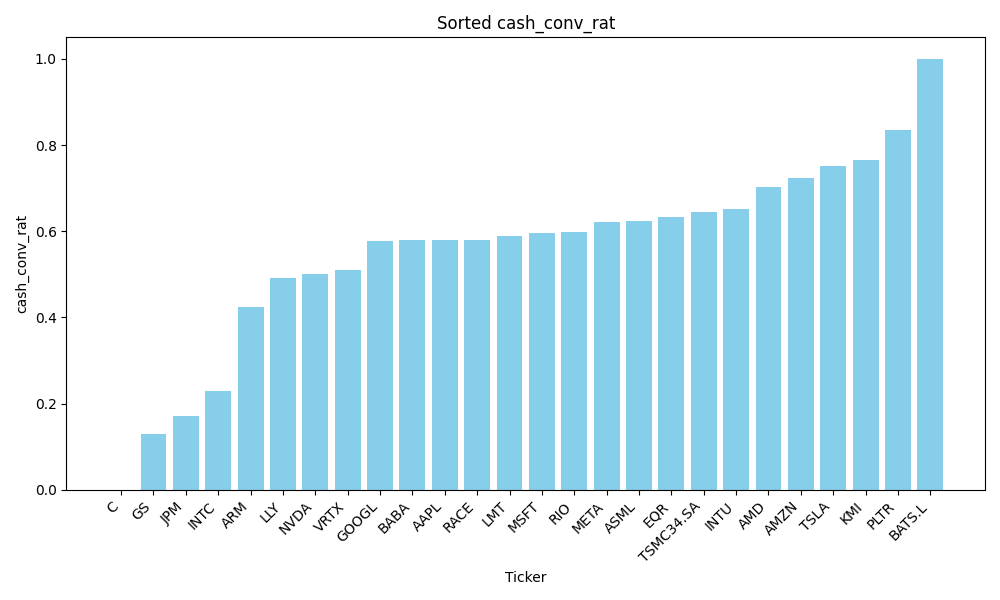 Sorted cash_conv_rat
cash_conv_rat
1.0
0.8
0.6
0.4
0.2
0.0
C
GS
JPM
INTC
ARM
LLY
NVDA
VRTX
GOOGL
BABA
AAPL
RACE
LMT
MSFT
RIO
META
ASML
EQR
TSMC34.SA
INTU
AMD
AMZN
TSLA
KMI
PLTR
BATS.L
Ticker